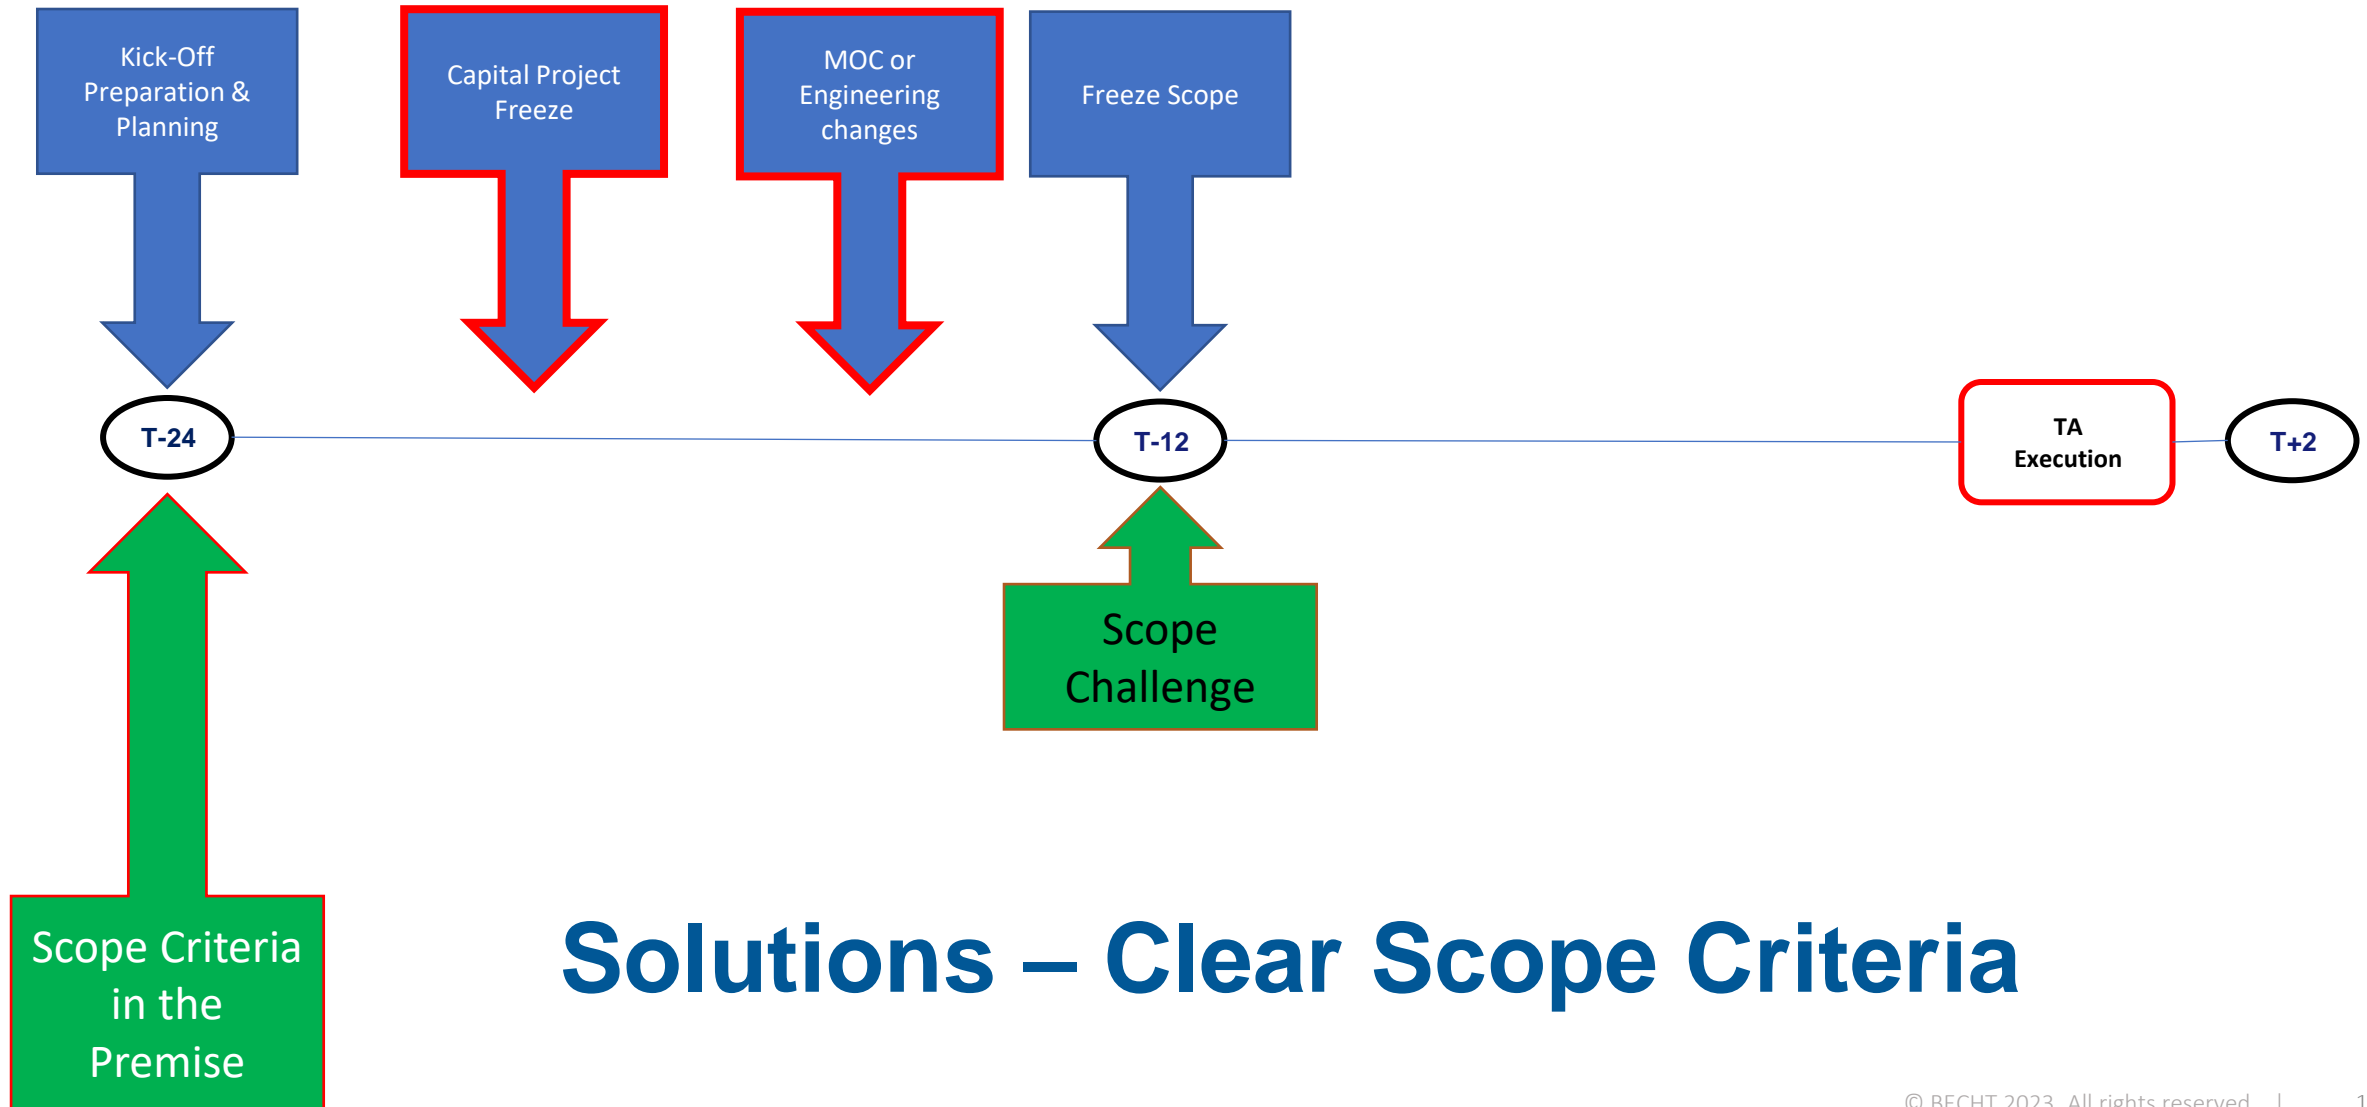 Kick-Off
Preparation &
Planning
Capital Project
Freeze
MOC or
Engineering
changes
Freeze Scope
T-24
T-12
TA
Execution
T+2
Scope
Challenge
Scope Criteria
in the
Premise
Solutions – Clear Scope Criteria
© BECHT 2023. All rights reserved. | 1